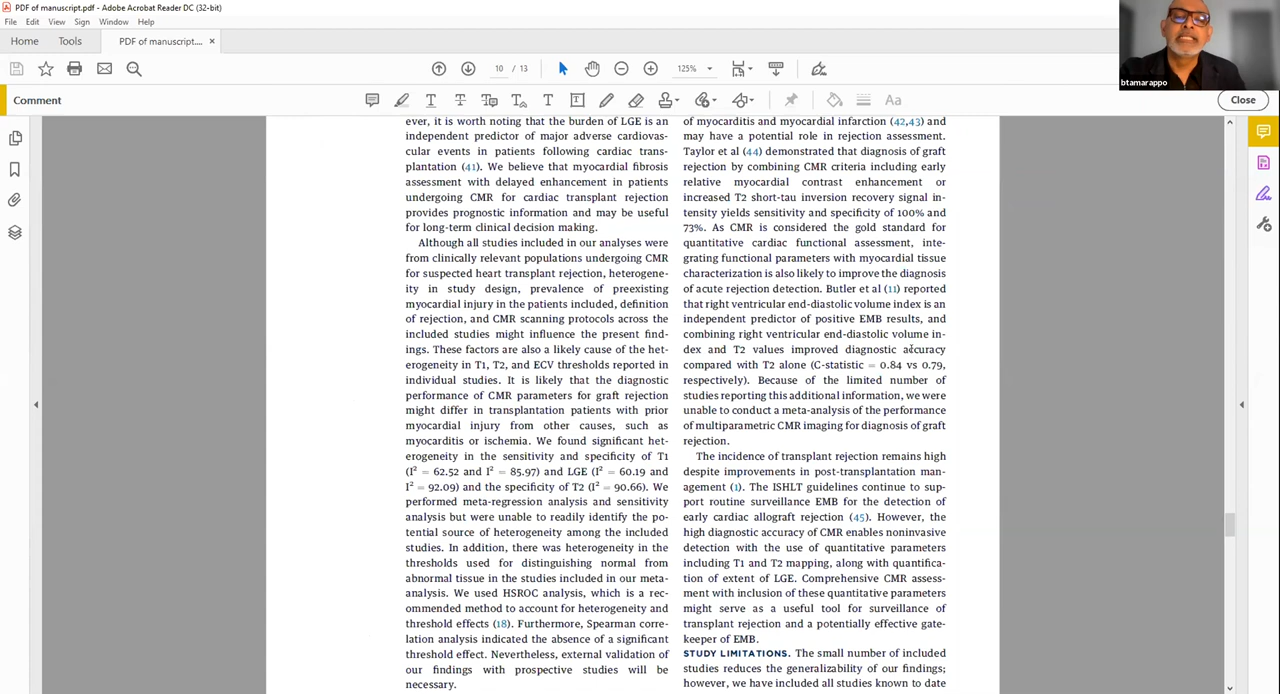 PDF of manuscript.pdf - Adobe Acrobat Reader DC (32-bit)
File Edit View Sign Window Help
Home Tools PDF of manuscript.... ×
10 / 13 125%
Comment
Aa
Close
btamarappo
ever, it is worth noting that the burden of LGE is an
independent predictor of major adverse cardiovas-
cular events in patients following cardiac trans-
plantation (41). We believe that myocardial fibrosis
assessment with delayed enhancement in patients
undergoing CMR for cardiac transplant rejection
provides prognostic information and may be useful
for long-term clinical decision making.
Although all studies included in our analyses were
from clinically relevant populations undergoing CMR
for suspected heart transplant rejection, heterogene-
ity in study design, prevalence of preexisting
myocardial injury in the patients included, definition
of rejection, and CMR scanning protocols across the
included studies might influence the present find-
ings. These factors are also a likely cause of the het-
erogeneity in T1, T2, and ECV thresholds reported in
individual studies. It is likely that the diagnostic
performance of CMR parameters for graft rejection
might differ in transplantation patients with prior
myocardial injury from other causes, such as
myocarditis or ischemia. We found significant het-
erogeneity in the sensitivity and specificity of T1
(I² = 62.52 and I² = 85.97) and LGE (I² = 60.19 and
I² = 92.09) and the specificity of T2 (I² = 90.66). We
performed meta-regression analysis and sensitivity
analysis but were unable to readily identify the po-
tential source of heterogeneity among the included
studies. In addition, there was heterogeneity in the
thresholds used for distinguishing normal from
abnormal tissue in the studies included in our meta-
analysis. We used HSROC analysis, which is a rec-
ommended method to account for heterogeneity and
threshold effects (18). Furthermore, Spearman corre-
lation analysis indicated the absence of a significant
threshold effect. Nevertheless, external validation of
our findings with prospective studies will be
necessary.
of myocarditis and myocardial infarction (42,43) and
may have a potential role in rejection assessment.
Taylor et al (44) demonstrated that diagnosis of graft
rejection by combining CMR criteria including early
relative myocardial contrast enhancement or
increased T2 short-tau inversion recovery signal in-
tensity yields sensitivity and specificity of 100% and
73%. As CMR is considered the gold standard for
quantitative cardiac functional assessment, inte-
grating functional parameters with myocardial tissue
characterization is also likely to improve the diagnosis
of acute rejection detection. Butler et al (11) reported
that right ventricular end-diastolic volume index is an
independent predictor of positive EMB results, and
combining right ventricular end-diastolic volume in-
dex and T2 values improved diagnostic accuracy
compared with T2 alone (C-statistic = 0.84 vs 0.79,
respectively). Because of the limited number of
studies reporting this additional information, we were
unable to conduct a meta-analysis of the performance
of multiparametric CMR imaging for diagnosis of graft
rejection.
The incidence of transplant rejection remains high
despite improvements in post-transplantation man-
agement (1). The ISHLT guidelines continue to sup-
port routine surveillance EMB for the detection of
early cardiac allograft rejection (45). However, the
high diagnostic accuracy of CMR enables noninvasive
detection with the use of quantitative parameters
including T1 and T2 mapping, along with quantifica-
tion of extent of LGE. Comprehensive CMR assess-
ment with inclusion of these quantitative parameters
might serve as a useful tool for surveillance of
transplant rejection and a potentially effective gate-
keeper of EMB.
STUDY LIMITATIONS. The small number of included
studies reduces the generalizability of our findings;
however, we have included all studies known to date